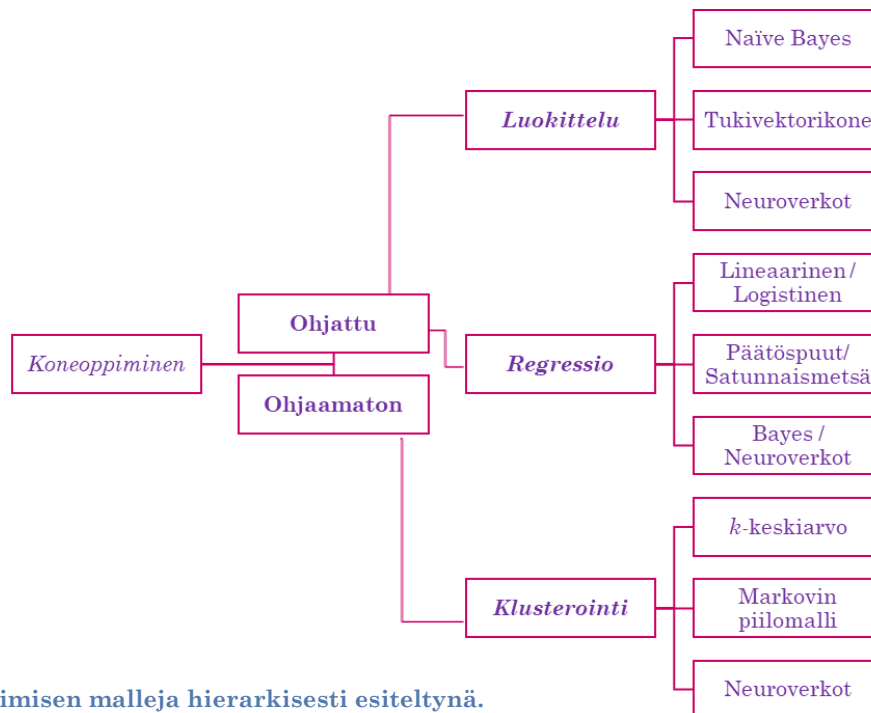 Naïve Bayes
Luokittelu
Tukivektorikone
Neuroverkot
Lineaarinen /
Logistinen
Ohjattu
Koneoppiminen
Regressio
Päätöspuut/
Satunnaismetsä
Ohjaamaton
Bayes /
Neuroverkot
k-keskiarvo
Klusterointi
Markovin
piilomalli
Neuroverkot
imisen malleja hierarkisesti esiteltynä.